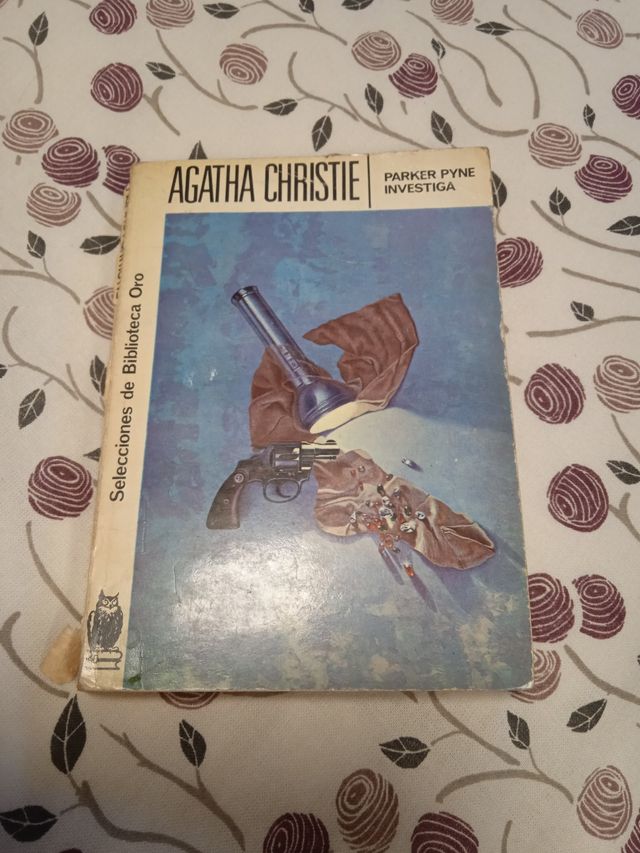 AGATHA CHRISTIE
PARKER PYNE
INVESTIGA
Selecciones de Biblioteca Oro